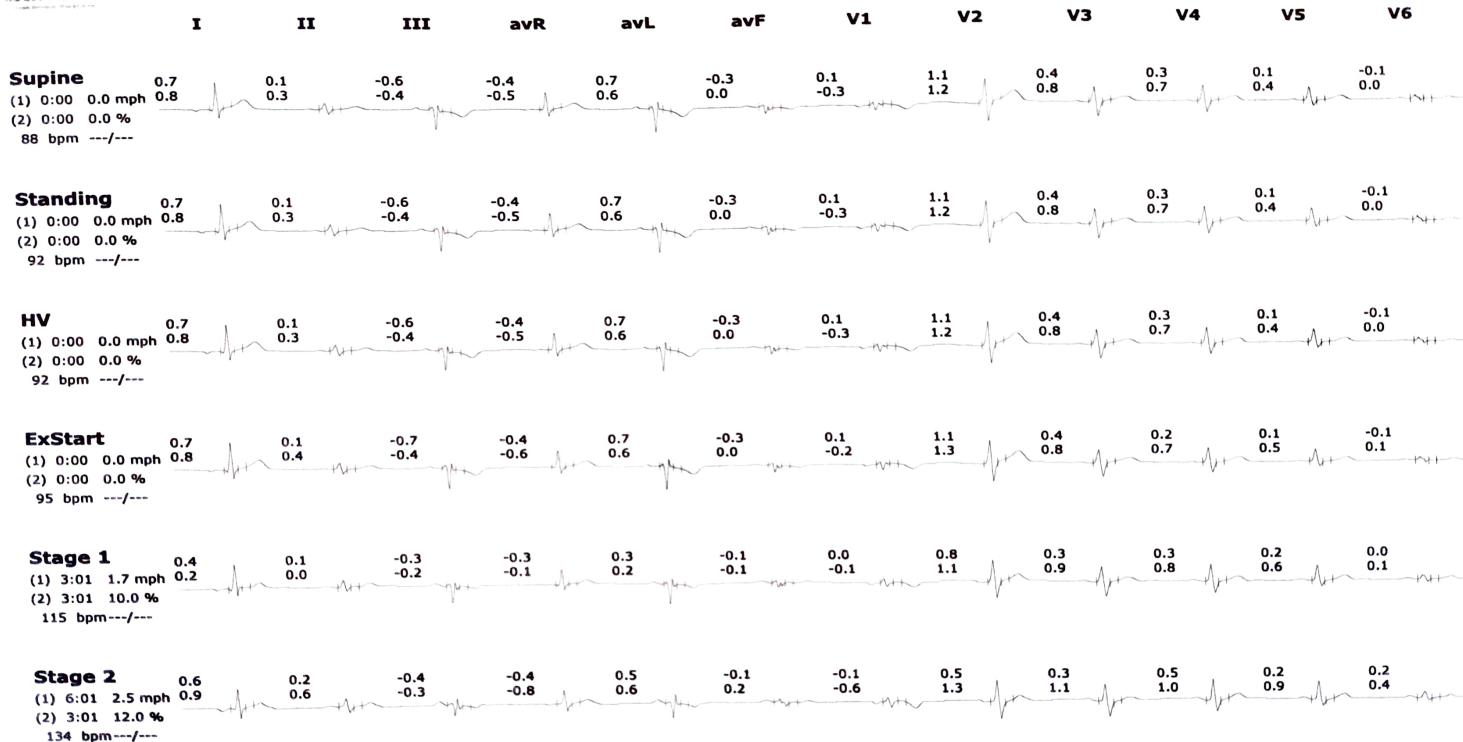 I II III avR avL avF V1 V2 V3 V4 V5 V6
Supine 0.7 0.1 -0.6 -0.4 0.7 -0.3 0.1 1.1 0.4 0.3 0.1 -0.1
(1) 0:00 0.0 mph 0.8 0.3 -0.4 -0.5 0.6 0.0 -0.3 1.2 0.8 0.7 0.4 0.0
(2) 0:00 0.0 %
88 bpm ---/---
Standing 0.7 0.1 -0.6 -0.4 0.7 -0.3 0.1 1.1 0.4 0.3 0.1 -0.1
(1) 0:00 0.0 mph 0.8 0.3 -0.4 -0.5 0.6 0.0 -0.3 1.2 0.8 0.7 0.4 0.0
(2) 0:00 0.0 %
92 bpm ---/---
HV 0.7 0.1 -0.6 -0.4 0.7 -0.3 0.1 1.1 0.4 0.3 0.1 -0.1
(1) 0:00 0.0 mph 0.8 0.3 -0.4 -0.5 0.6 0.0 -0.3 1.2 0.8 0.7 0.4 0.0
(2) 0:00 0.0 %
92 bpm ---/---
ExStart 0.7 0.1 -0.7 -0.4 0.7 -0.3 0.1 1.1 0.4 0.2 0.1 -0.1
(1) 0:00 0.0 mph 0.8 0.4 -0.4 -0.6 0.6 0.0 -0.2 1.3 0.8 0.7 0.5 0.1
(2) 0:00 0.0 %
95 bpm ---/---
Stage 1 0.4 0.1 -0.3 -0.3 0.3 -0.1 0.0 0.8 0.3 0.3 0.2 0.0
(1) 3:01 1.7 mph 0.2 0.0 -0.2 -0.1 0.2 -0.1 -0.1 1.1 0.9 0.8 0.6 0.1
(2) 3:01 10.0 %
115 bpm---/---
Stage 2 0.6 0.2 -0.4 -0.4 0.5 -0.1 -0.1 0.5 0.3 0.5 0.2 0.2
(1) 6:01 2.5 mph 0.9 0.6 -0.3 -0.8 0.6 0.2 -0.6 1.3 1.1 1.0 0.9 0.4
(2) 3:01 12.0 %
134 bpm---/---